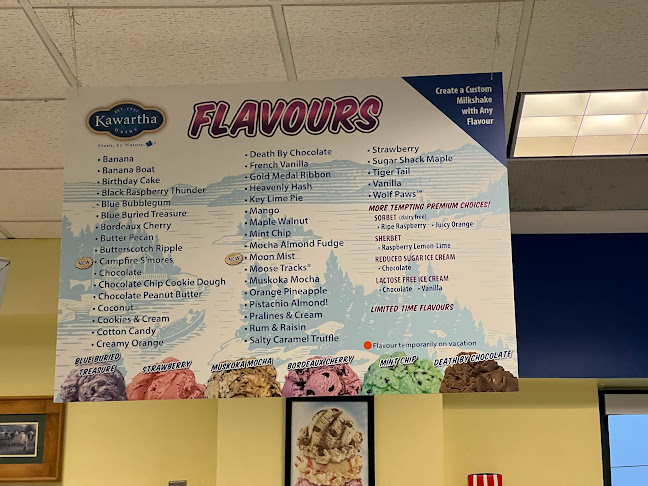 EST. 1937
Kawartha
DAIRY
Fresh, by Nature.
FLAVOURS
Create a Custom
Milkshake
with Any
Flavour
• Banana
• Banana Boat
• Birthday Cake
• Black Raspberry Thunder
• Blue Bubblegum
• Blue Buried Treasure
• Bordeaux Cherry
• Butter Pecan
• Butterscotch Ripple
NEW • Campfire S'mores
• Chocolate
• Chocolate Chip Cookie Dough
• Chocolate Peanut Butter
• Coconut
• Cookies & Cream
• Cotton Candy
• Creamy Orange
• Death By Chocolate
• French Vanilla
• Gold Medal Ribbon
• Heavenly Hash
• Key Lime Pie
• Mango
• Maple Walnut
• Mint Chip
• Mocha Almond Fudge
NEW • Moon Mist
• Moose Tracks®
• Muskoka Mocha
• Orange Pineapple
• Pistachio Almond!
• Pralines & Cream
• Rum & Raisin
• Salty Caramel Truffle
• Strawberry
• Sugar Shack Maple
• Tiger Tail
• Vanilla
• Wolf Paws™
MORE TEMPTING PREMIUM CHOICES!
SORBET (dairy free)
• Ripe Raspberry • Juicy Orange
SHERBET
• Raspberry Lemon Lime
REDUCED SUGAR ICE CREAM
• Chocolate
LACTOSE FREE ICE CREAM
• Chocolate • Vanilla
LIMITED TIME FLAVOURS
Flavour temporarily on vacation
BLUE BURIED
TREASURE
STRAWBERRY
MUSKOKA MOCHA
BORDEAUX CHERRY
MINT CHIP
DEATH BY CHOCOLATE